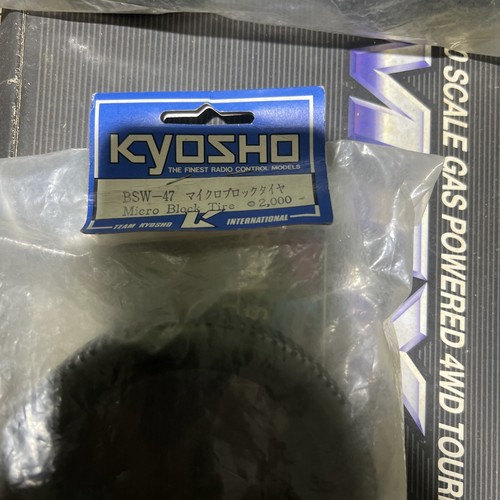 KYOSHO
THE FINEST RADIO CONTROL MODELS
BSW-47 マイクロブロックタイヤ
Micro Block Tire ©2,000-
TEAM KYOSHO K INTERNATIONAL
O SCALE GAS POWERED 4WD TOUR